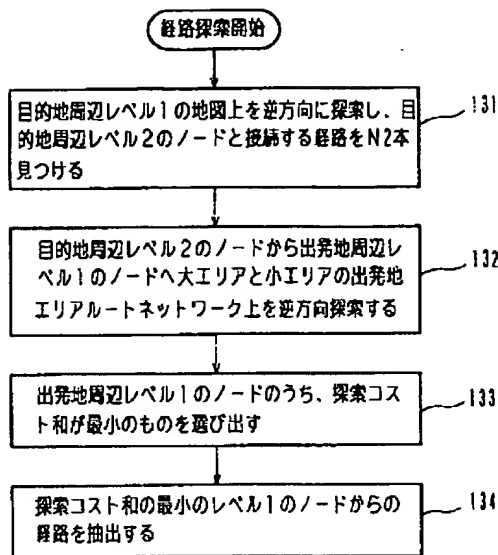 経路探索開始
目的地周辺レベル1の地図上を逆方向に探索し、目
的地周辺レベル2のノードと接続する経路をN2本
見つける
131
目的地周辺レベル2のノードから出発地周辺レ
ベル1のノードへ大エリアと小エリアの出発地
エリアルートネットワーク上を逆方向探索する
132
出発地周辺レベル1のノードのうち、探索コス
ト和が最小のものを選び出す
133
探索コスト和の最小のレベル1のノードからの
経路を抽出する
134